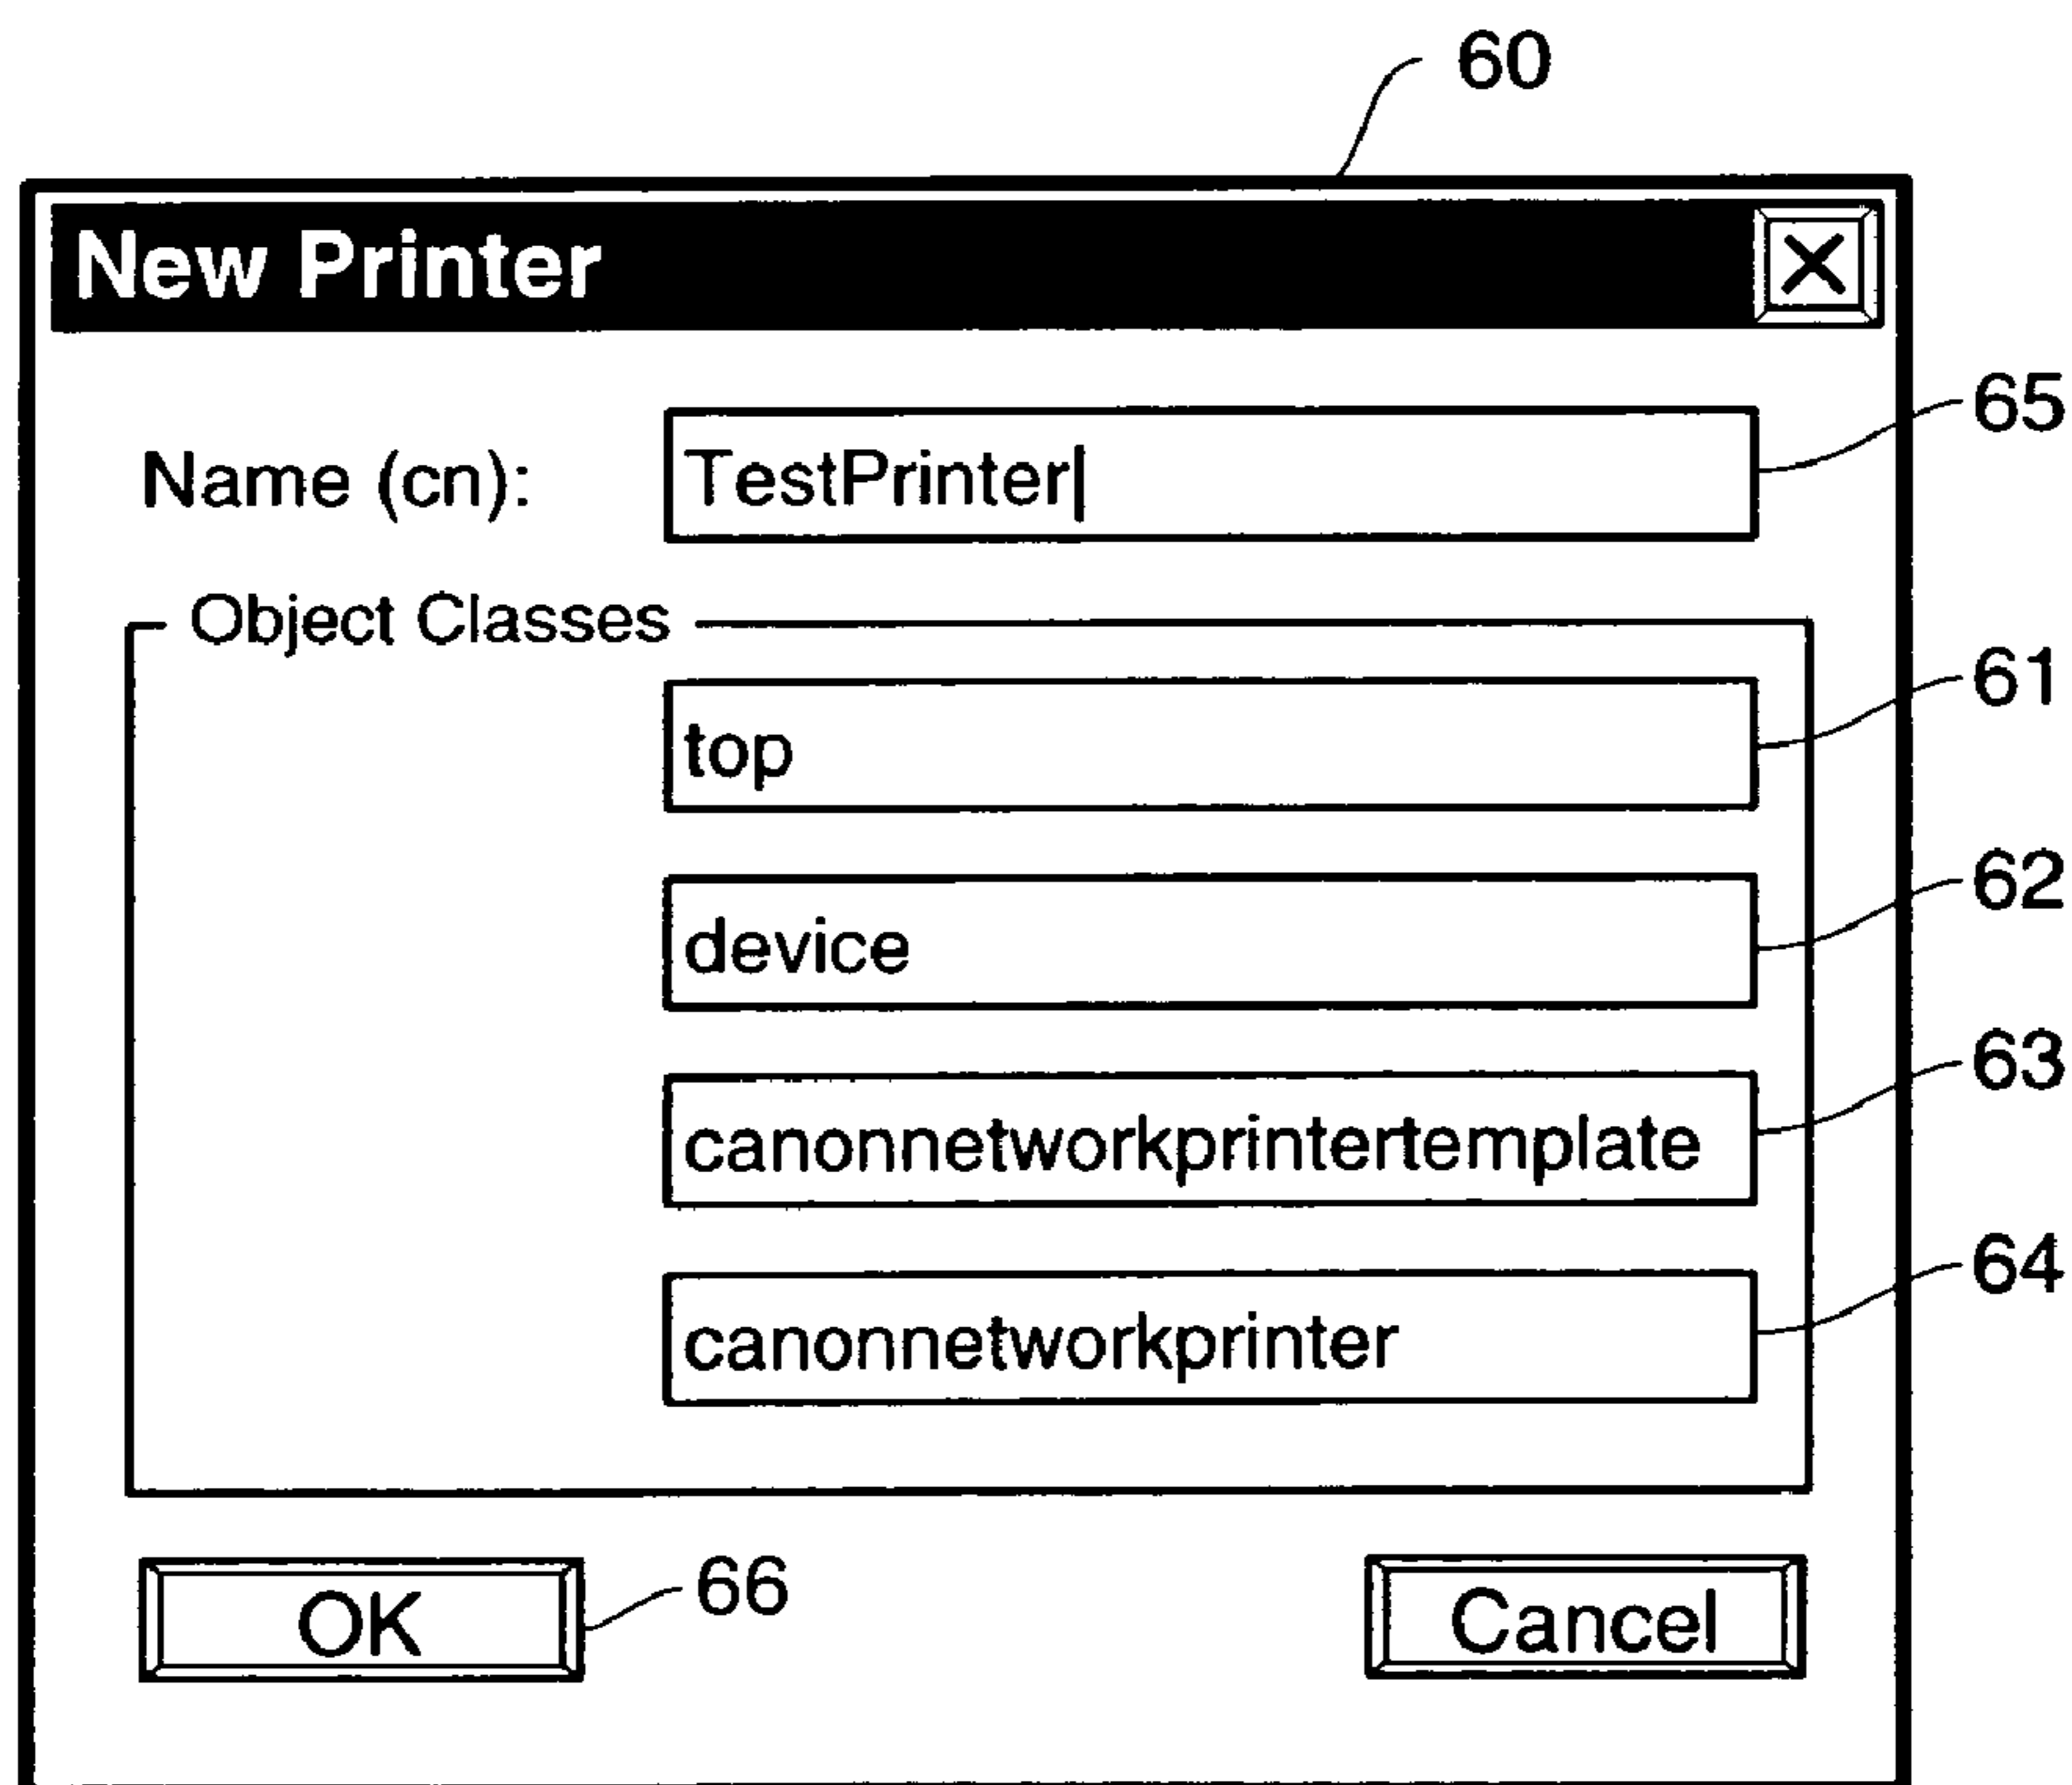 60
New Printer
Name (cn): TestPrinter 65
Object Classes
top 61
device 62
canonnetworkprintertemplate 63
canonnetworkprinter 64
OK 66 Cancel